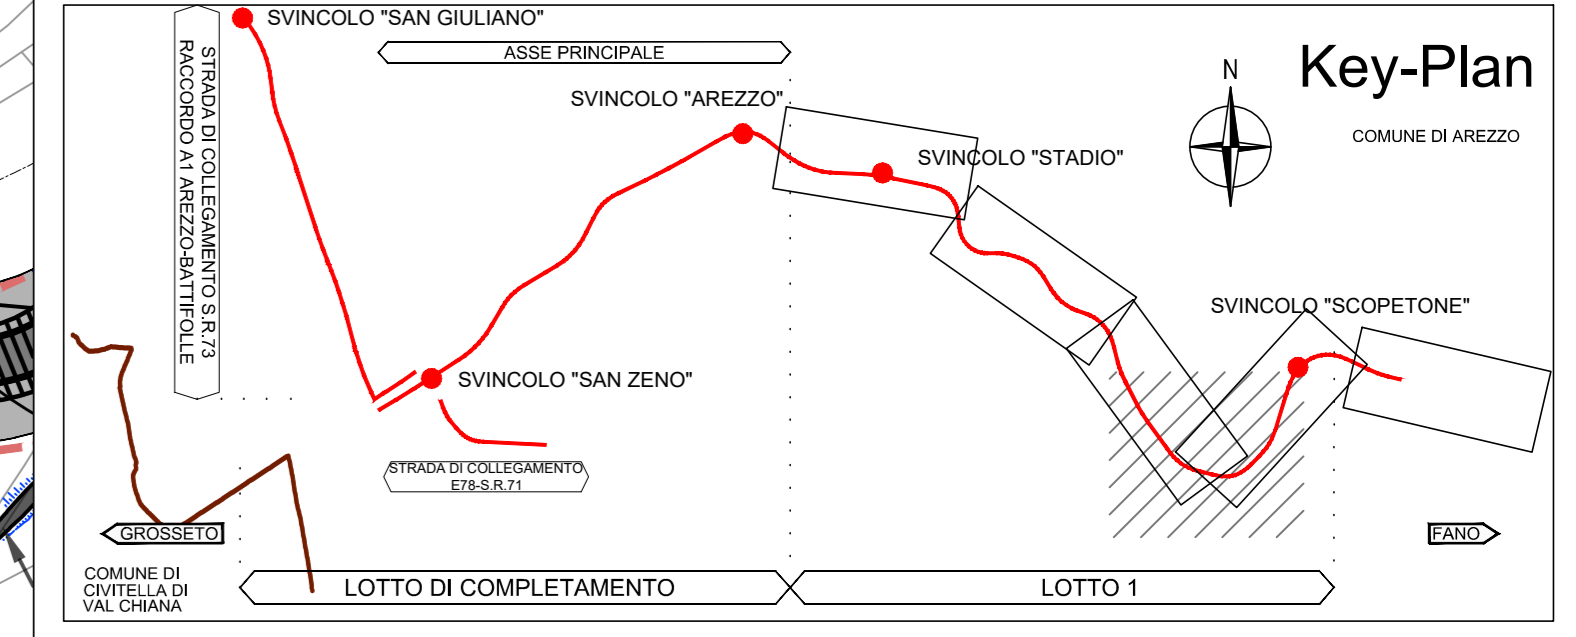 SVINCOLO "SAN GIULIANO"
ASSE PRINCIPALE
Key-Plan
N
COMUNE DI AREZZO
STRADA DI COLLEGAMENTO S.R.73
RACCORDO A1 AREZZO-BATTIFOLLE
SVINCOLO "AREZZO"
SVINCOLO "STADIO"
SVINCOLO "SCOPETONE"
SVINCOLO "SAN ZENO"
STRADA DI COLLEGAMENTO
E78-S.R.71
GROSSETO
FANO
COMUNE DI
CIVITELLA DI
VAL CHIANA
LOTTO DI COMPLETAMENTO
LOTTO 1